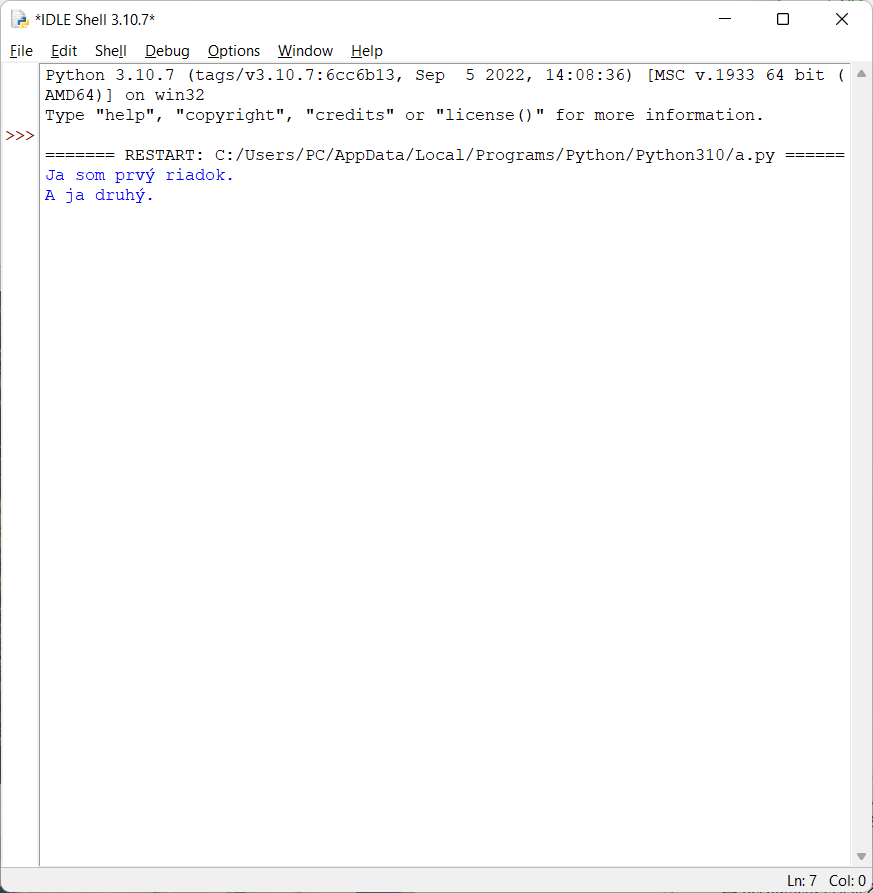 *IDLE Shell 3.10.7*
File Edit Shell Debug Options Window Help
Python 3.10.7 (tags/v3.10.7:6cc6b13, Sep  5 2022, 14:08:36) [MSC v.1933 64 bit (
AMD64)] on win32
Type "help", "copyright", "credits" or "license()" for more information.
>>>
======= RESTART: C:/Users/PC/AppData/Local/Programs/Python/Python310/a.py ======
Ja som prvý riadok.
A ja druhý.
Ln: 7 Col: 0